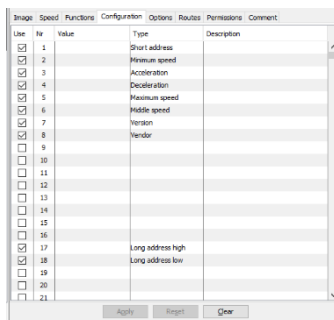 Image Speed Functions Configuration Options Routes Permissions Comment
Use Nr Value Type Description
1 Short address
2 Minimum speed
3 Acceleration
4 Deceleration
5 Maximum speed
6 Middle speed
7 Version
8 Vendor
9
10
11
12
13
14
15
16
17 Long address high
18 Long address low
19
20
21
Apply Reset Clear